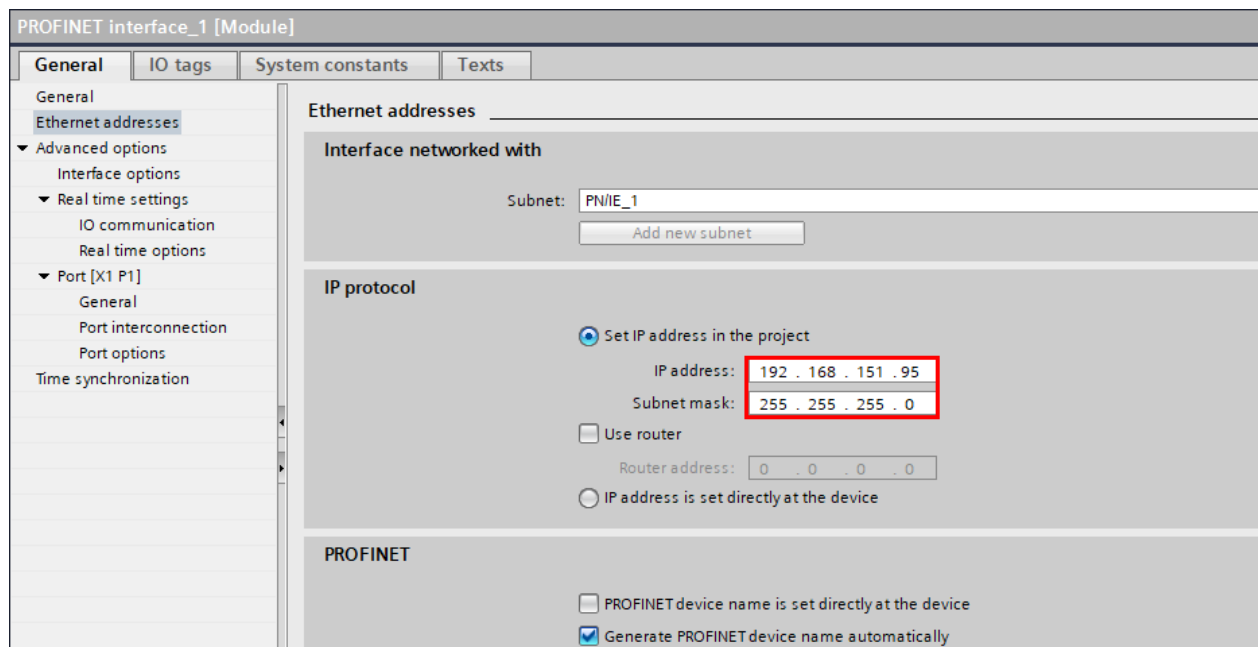 PROFINET interface_1 [Module]
General IO tags System constants Texts
General
Ethernet addresses
Advanced options
Interface options
Real time settings
IO communication
Real time options
Port [X1 P1]
General
Port interconnection
Port options
Time synchronization
Ethernet addresses
Interface networked with
Subnet: PN/IE_1
Add new subnet
IP protocol
Set IP address in the project
IP address: 192 . 168 . 151 . 95
Subnet mask: 255 . 255 . 255 . 0
Use router
Router address: 0 . 0 . 0 . 0
IP address is set directly at the device
PROFINET
PROFINET device name is set directly at the device
Generate PROFINET device name automatically